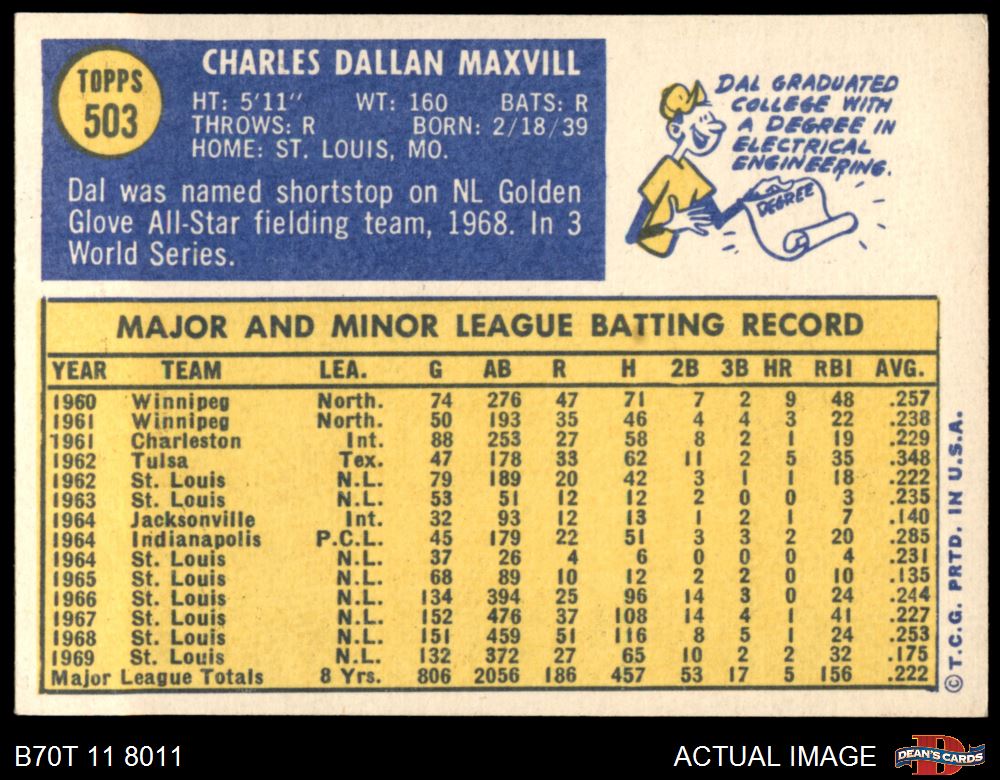 TOPPS
503
CHARLES DALLAN MAXVILL
HT: 5'11" WT: 160 BATS: R
THROWS: R BORN: 2/18/39
HOME: ST. LOUIS, MO.
Dal was named shortstop on NL Golden
Glove All-Star fielding team, 1968. In 3
World Series.
DAL GRADUATED
COLLEGE WITH
A DEGREE IN
ELECTRICAL
ENGINEERING.
DEGREE
MAJOR AND MINOR LEAGUE BATTING RECORD
YEAR TEAM LEA. G AB R H 2B 3B HR RBI AVG.
1960 Winnipeg North. 74 276 47 71 7 2 9 48 .257
1961 Winnipeg North. 50 193 35 46 4 4 3 22 .238
1961 Charleston Int. 88 253 27 58 8 2 1 19 .229
1962 Tulsa Tex. 47 178 33 62 11 2 5 35 .348
1962 St. Louis N.L. 79 189 20 42 3 1 1 18 .222
1963 St. Louis N.L. 53 51 12 12 2 0 0 3 .235
1964 Jacksonville Int. 32 93 12 13 1 2 1 7 .140
1964 Indianapolis P.C.L. 45 179 22 51 3 3 2 20 .285
1964 St. Louis N.L. 37 26 4 6 0 0 0 4 .231
1965 St. Louis N.L. 68 89 10 12 2 2 0 10 .135
1966 St. Louis N.L. 134 394 25 96 14 3 0 24 .244
1967 St. Louis N.L. 152 476 37 108 14 4 1 41 .227
1968 St. Louis N.L. 151 459 51 116 8 5 1 24 .253
1969 St. Louis N.L. 132 372 27 65 10 2 2 32 .175
Major League Totals 8 Yrs. 806 2056 186 457 53 17 5 156 .222
© T.C.G. PRTD. IN U.S.A.
B70T 11 8011
ACTUAL IMAGE
DEAN'S CARDS